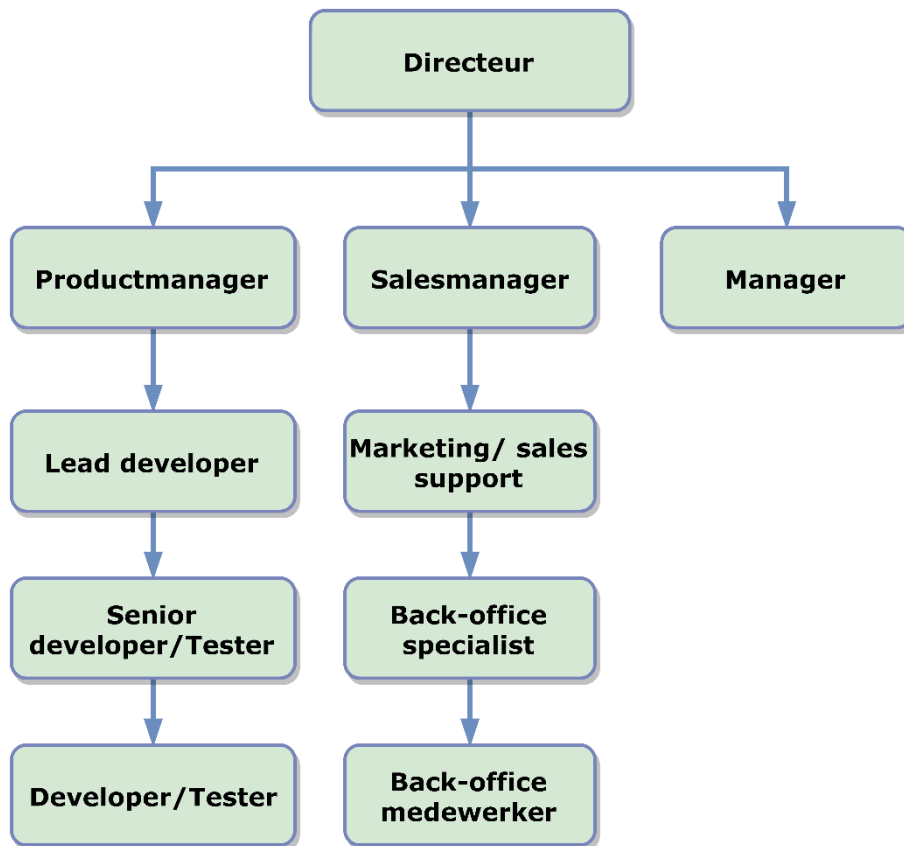 Directeur
Productmanager
Salesmanager
Manager
Lead developer
Marketing/ sales
support
Senior
developer/Tester
Back-office
specialist
Developer/Tester
Back-office
medewerker